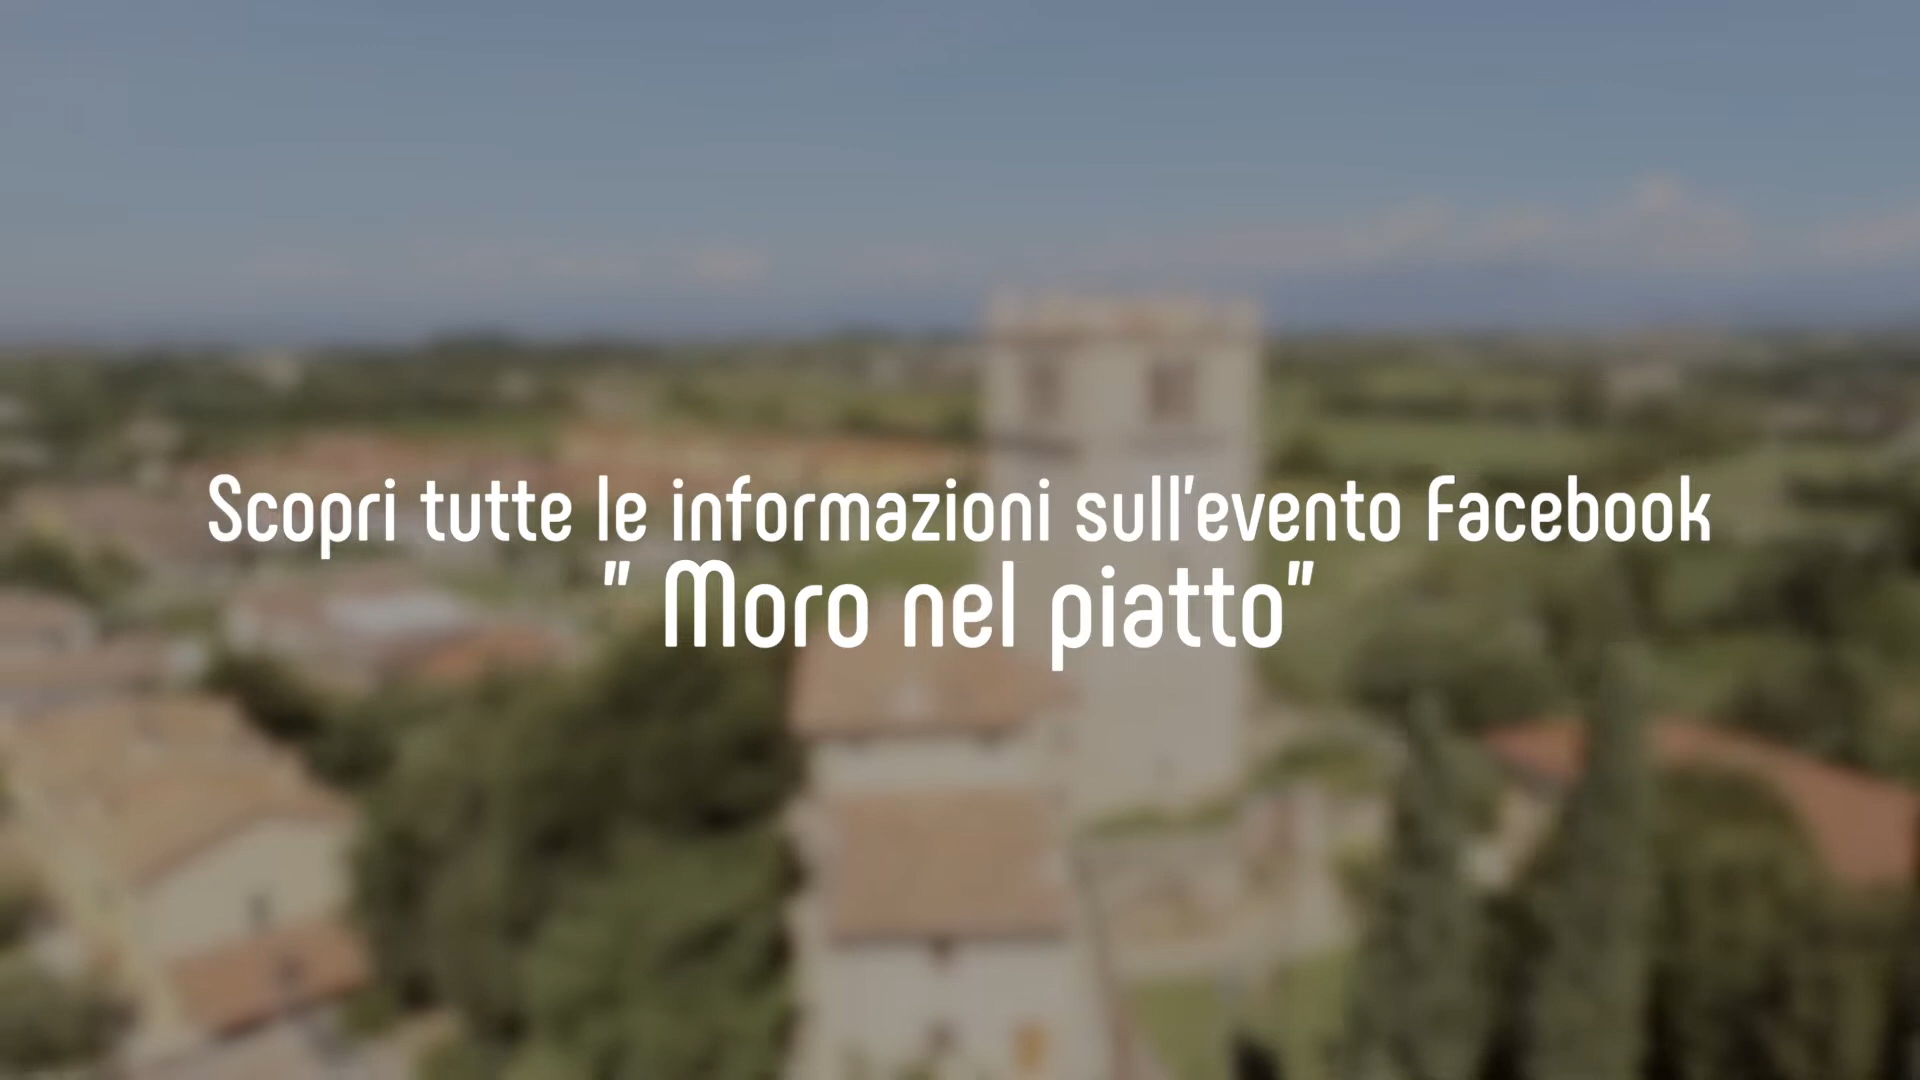 Scopri tutte le informazioni sull'evento Facebook
" Moro nel piatto"